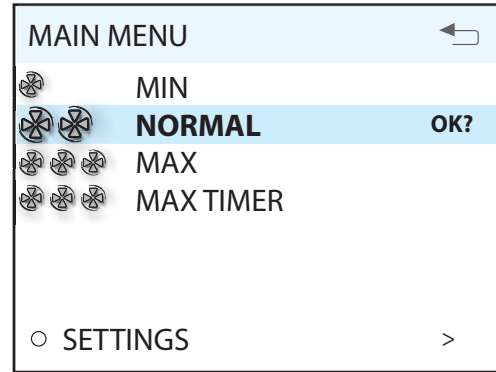 MAIN MENU
MIN
NORMAL OK?
MAX
MAX TIMER
SETTINGS >